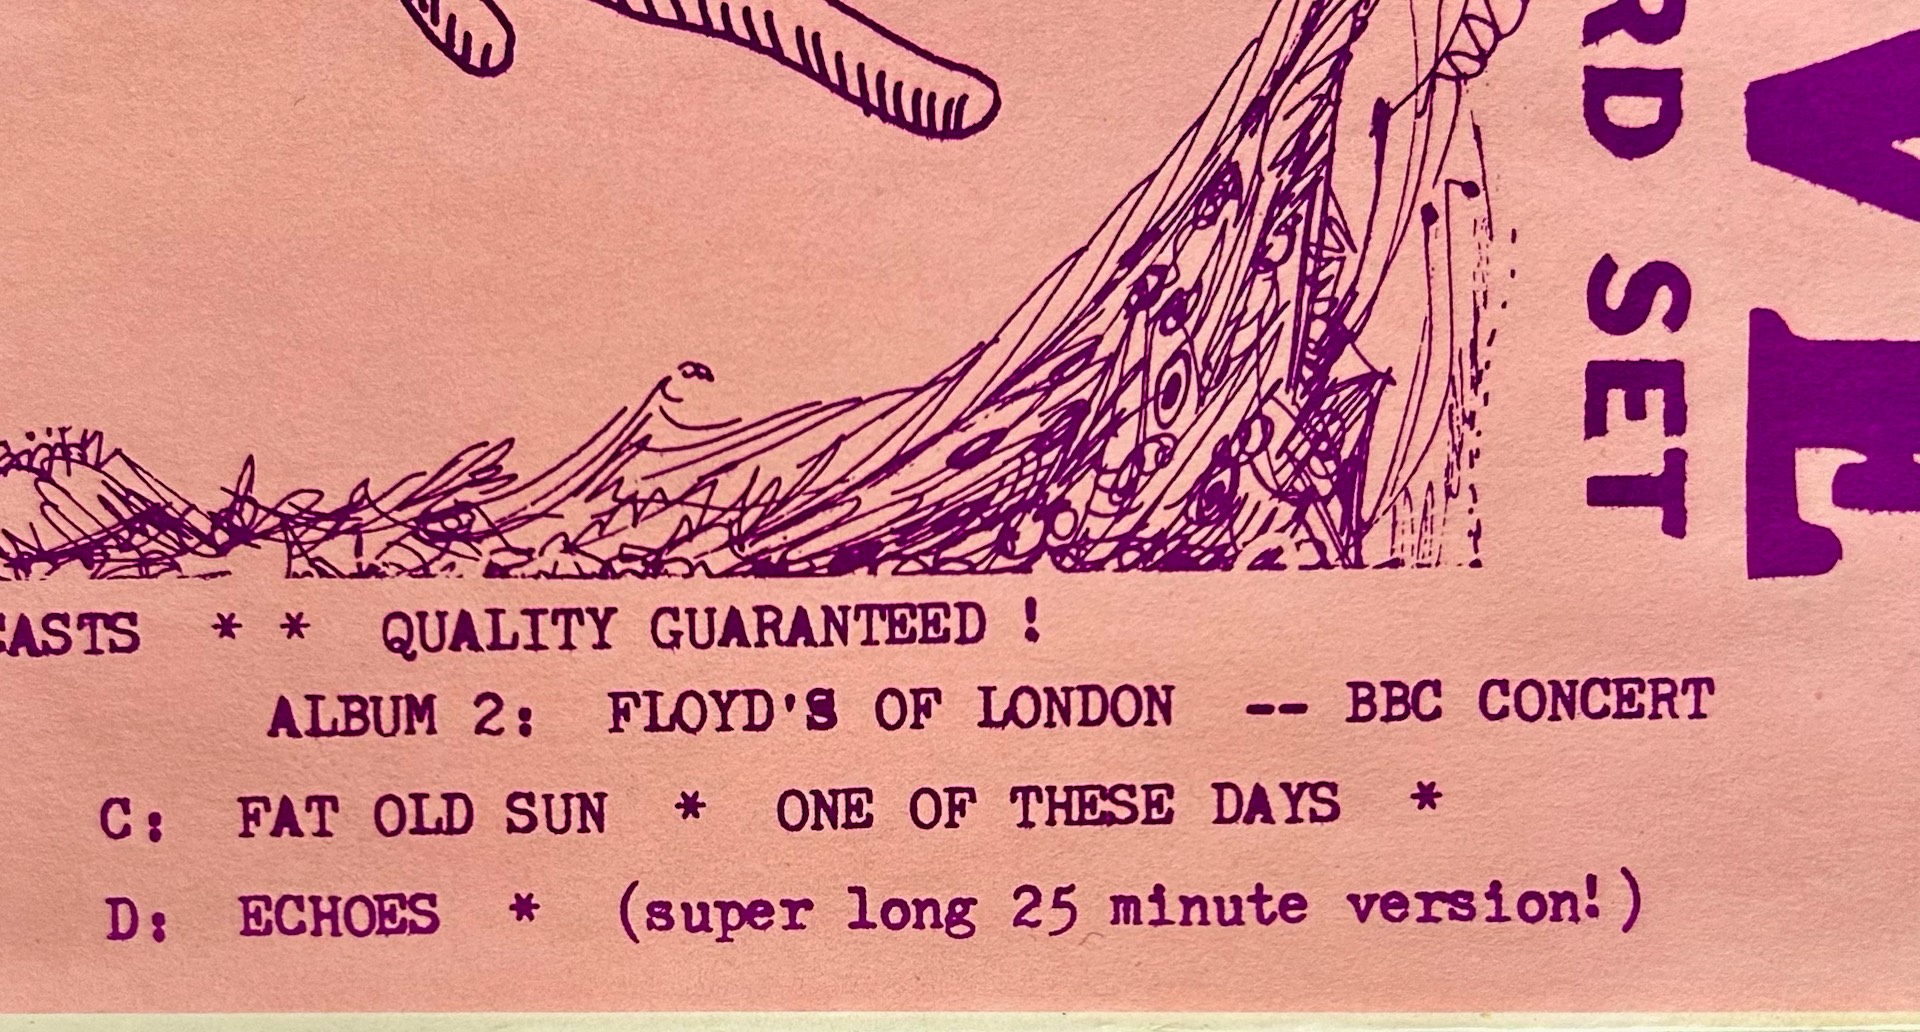 RD SET
CASTS * * QUALITY GUARANTEED !
ALBUM 2: FLOYD'S OF LONDON -- BBC CONCERT
C: FAT OLD SUN * ONE OF THESE DAYS *
D: ECHOES * (super long 25 minute version!)